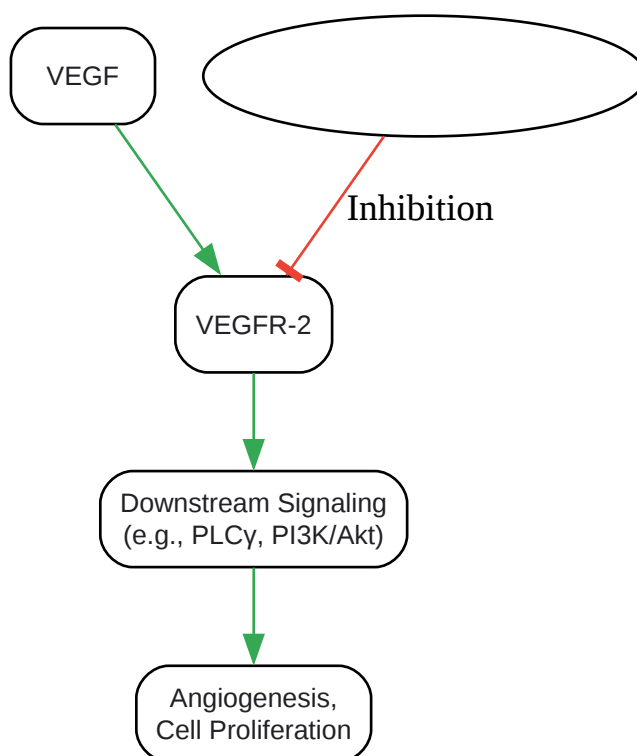 VEGF
Inhibition
VEGFR-2
Downstream Signaling
(e.g., PLCγ, PI3K/Akt)
Angiogenesis,
Cell Proliferation